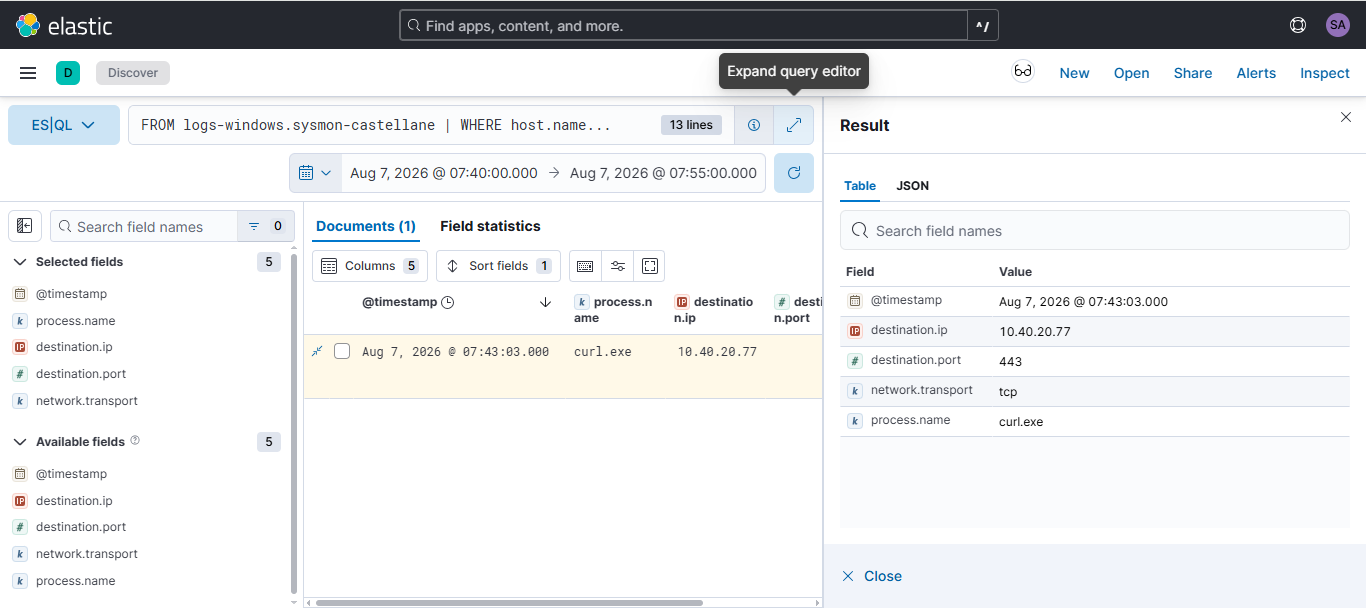 elastic
Find apps, content, and more.
^/
SA
D
Discover
Expand query editor
New
Open
Share
Alerts
Inspect
ES|QL
FROM logs-windows.sysmon-castellane | WHERE host.name...
13 lines
Aug 7, 2026 @ 07:40:00.000 → Aug 7, 2026 @ 07:55:00.000
Search field names
0
Selected fields
5
@timestamp
k process.name
IP destination.ip
# destination.port
k network.transport
Available fields
5
@timestamp
IP destination.ip
# destination.port
k network.transport
k process.name
Documents (1)
Field statistics
Columns 5
Sort fields 1
@timestamp
k process.n
ame
IP destinatio
n.ip
# desti
n.port
Aug 7, 2026 @ 07:43:03.000
curl.exe
10.40.20.77
Result
Table
JSON
Search field names
Field
Value
@timestamp
Aug 7, 2026 @ 07:43:03.000
IP destination.ip
10.40.20.77
# destination.port
443
k network.transport
tcp
k process.name
curl.exe
Close